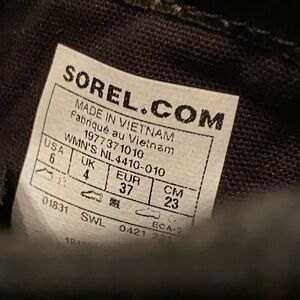 SOREL.COM
MADE IN VIETNAM
Fabriqué au Vietnam
1977371010
WMN'S NL4410-010
USA UK EUR CM
6 4 37 23
01831 SWL 0421